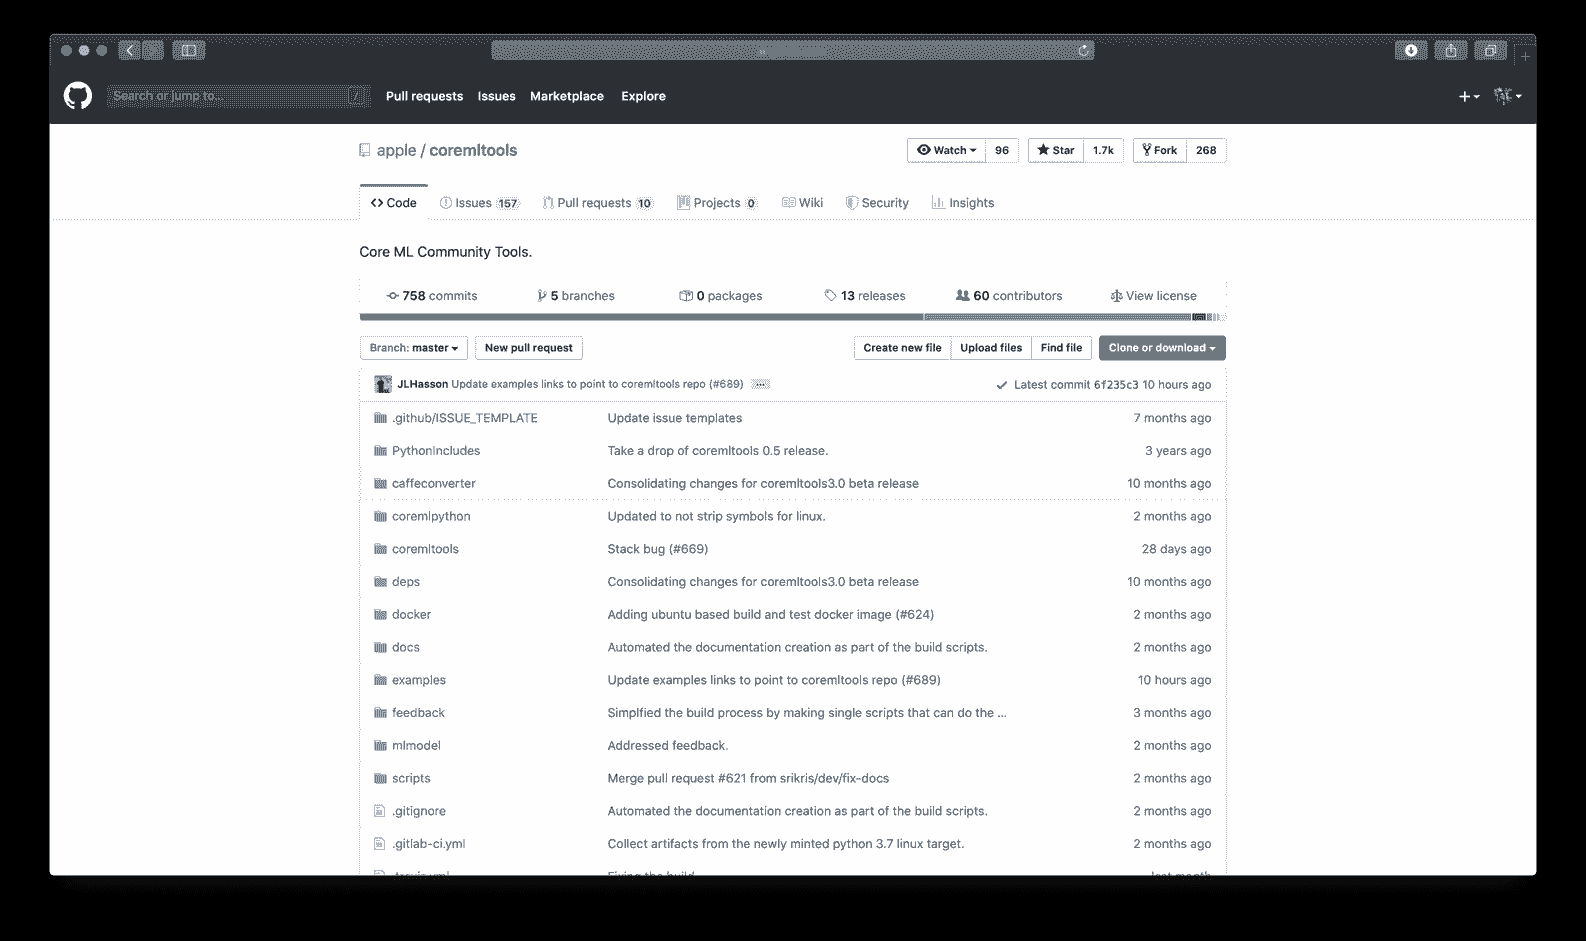 Search or jump to... /
Pull requests Issues Marketplace Explore
apple / coremltools
Watch 96 Star 1.7k Fork 268
Code Issues 157 Pull requests 10 Projects 0 Wiki Security Insights
Core ML Community Tools.
758 commits 5 branches 0 packages 13 releases 60 contributors View license
Branch: master New pull request Create new file Upload files Find file Clone or download
JLHasson Update examples links to point to coremltools repo (#689) ... Latest commit 6f235c3 10 hours ago
.github/ISSUE_TEMPLATE Update issue templates 7 months ago
PythonIncludes Take a drop of coremltools 0.5 release. 3 years ago
caffeconverter Consolidating changes for coremltools3.0 beta release 10 months ago
coremlpython Updated to not strip symbols for linux. 2 months ago
coremltools Stack bug (#669) 28 days ago
deps Consolidating changes for coremltools3.0 beta release 10 months ago
docker Adding ubuntu based build and test docker image (#624) 2 months ago
docs Automated the documentation creation as part of the build scripts. 2 months ago
examples Update examples links to point to coremltools repo (#689) 10 hours ago
feedback Simplfied the build process by making single scripts that can do the ... 3 months ago
mlmodel Addressed feedback. 2 months ago
scripts Merge pull request #621 from srikris/dev/fix-docs 2 months ago
.gitignore Automated the documentation creation as part of the build scripts. 2 months ago
.gitlab-ci.yml Collect artifacts from the newly minted python 3.7 linux target. 2 months ago
.travis.yml Fixing the build last month